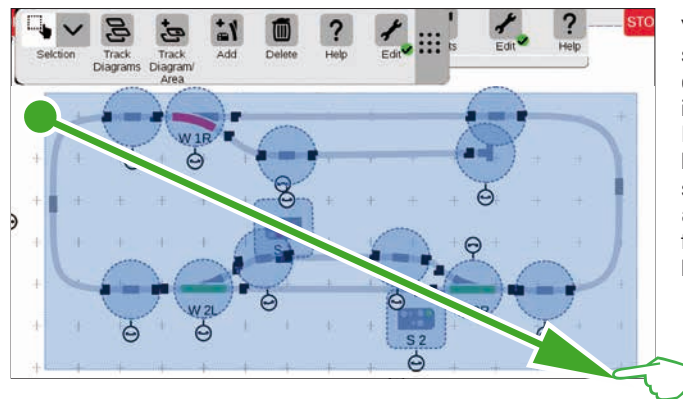 STO
Selction
Track
Diagrams
Track
Diagram/
Area
Add
Delete
Help
Edit
Edit
Help
W 1R
W 2L
S 2